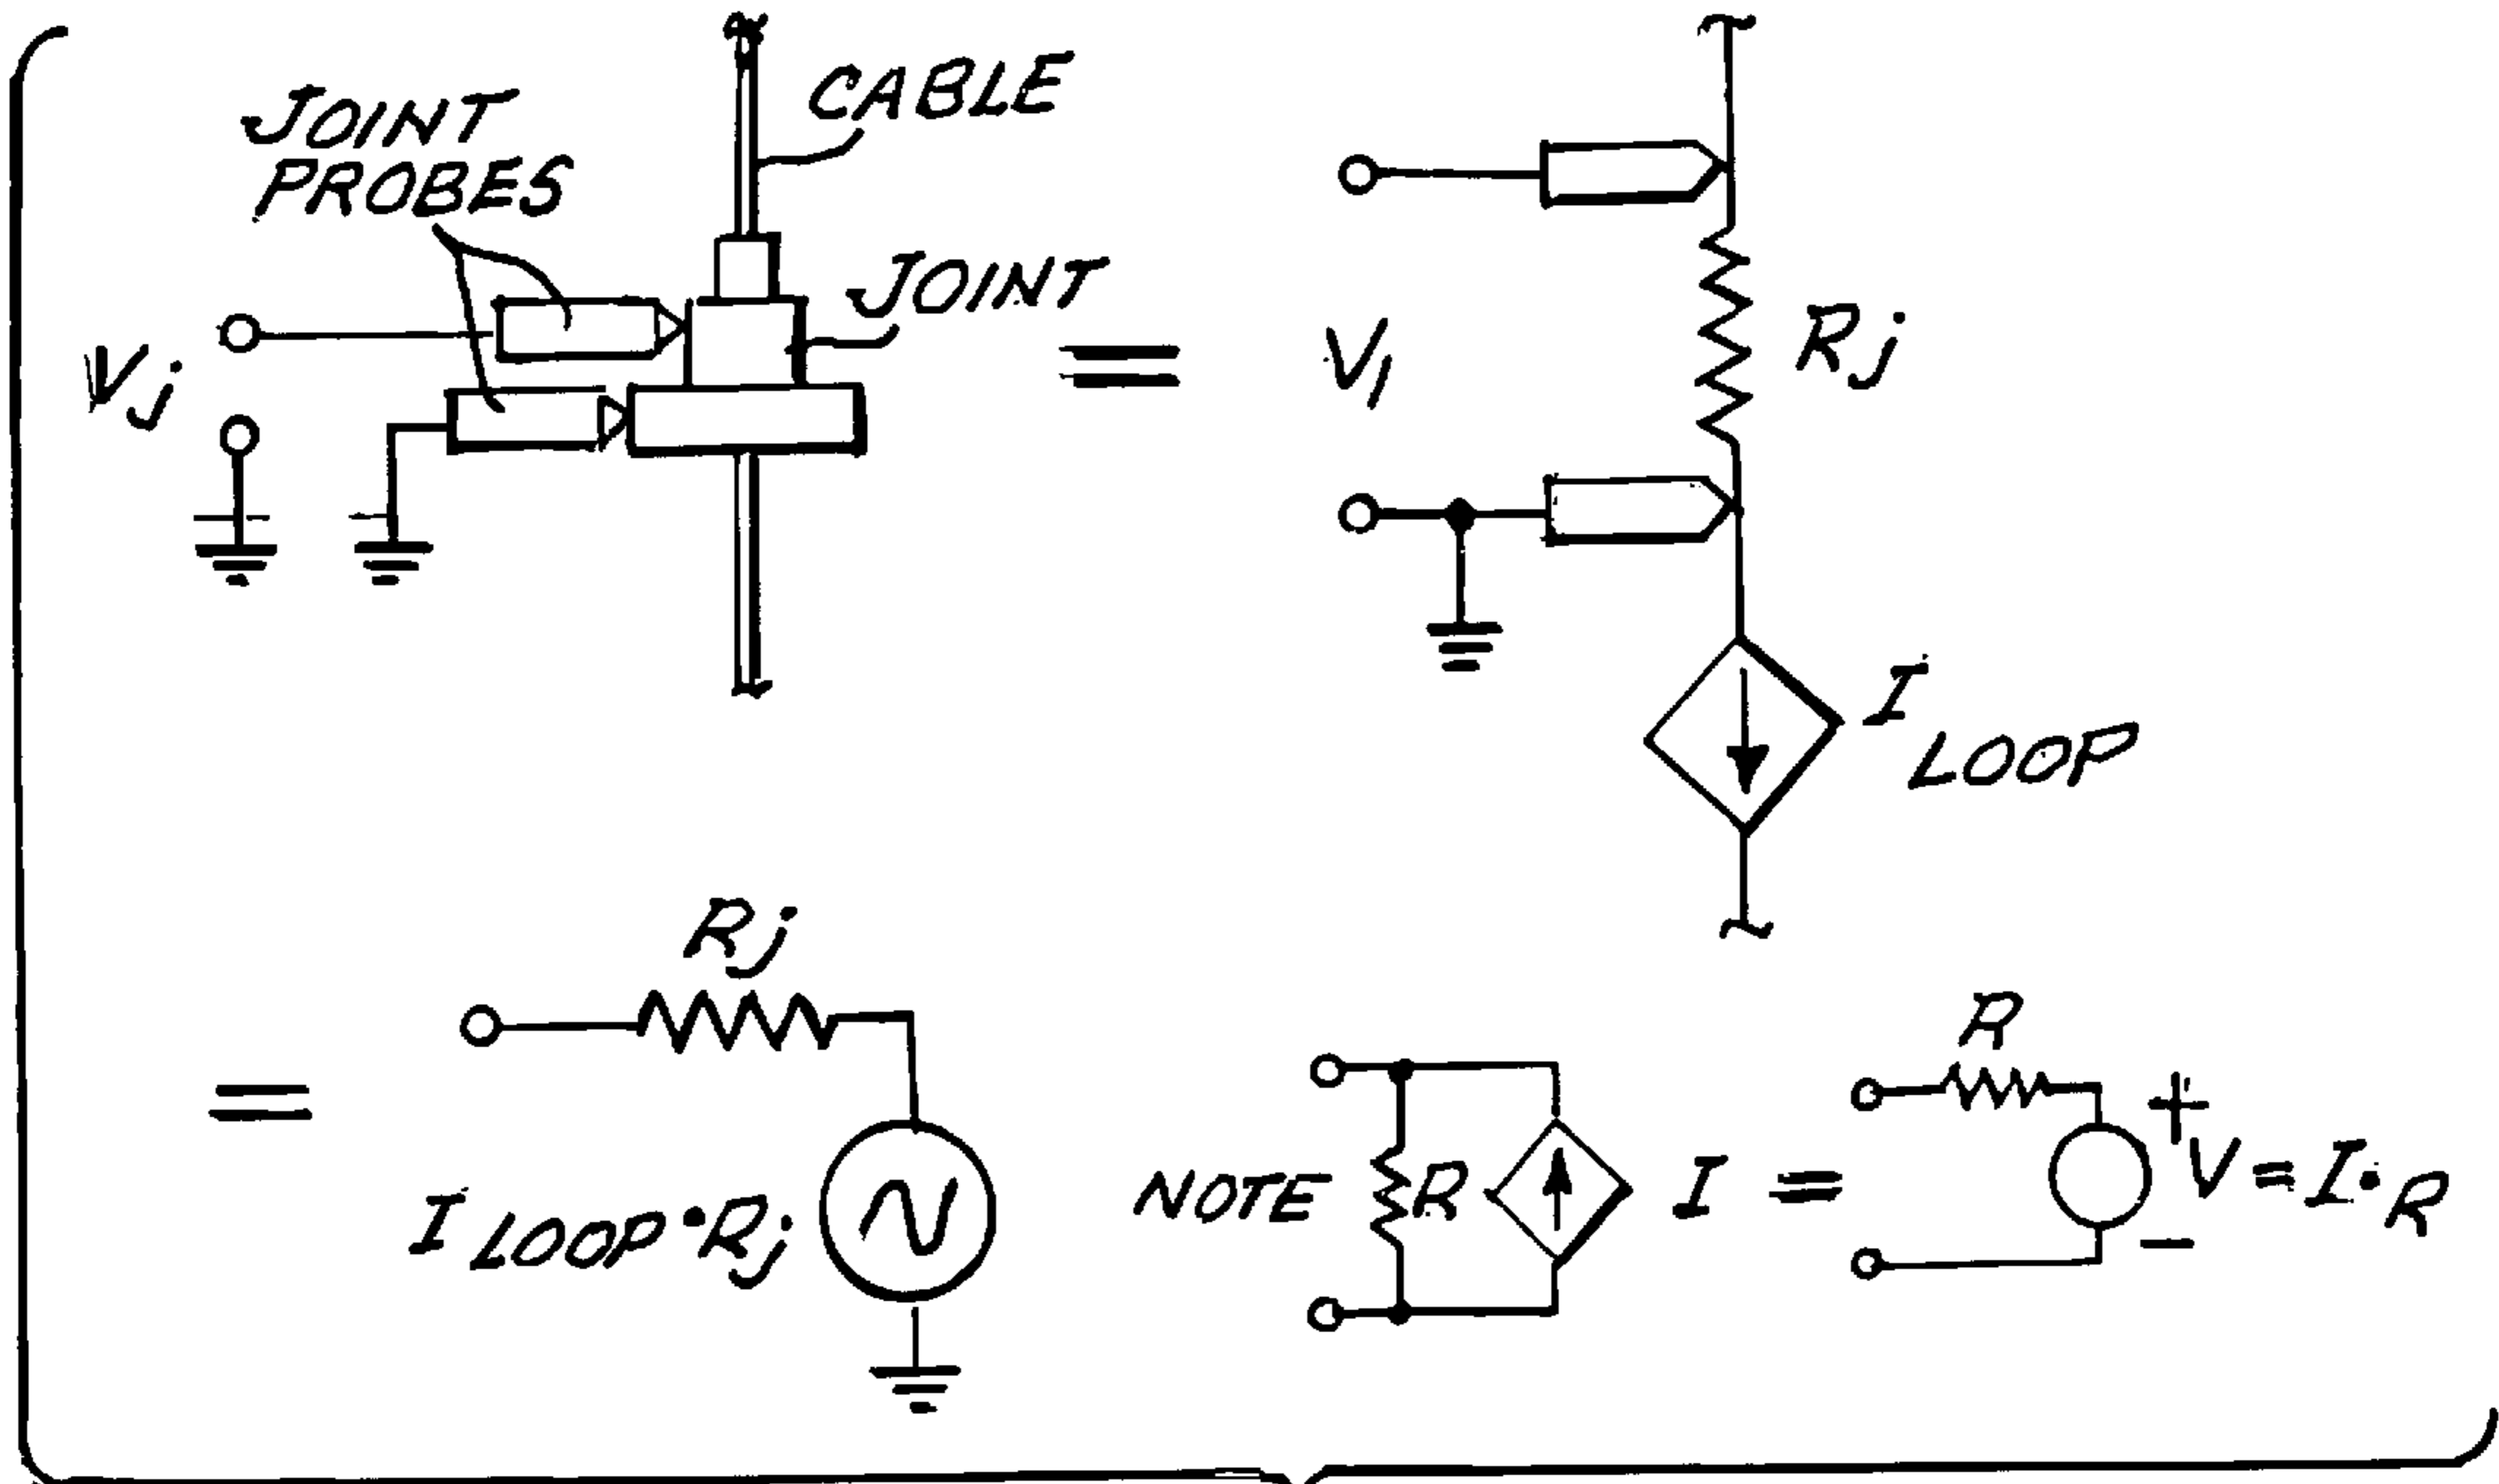 CABLE
JOINT
PROBES
JOINT
Vj
=
V1
Rj
I LOOP
=
Rj
I LOOP • Rj
NOTE
R
I
=
R
+
V = I • R
−